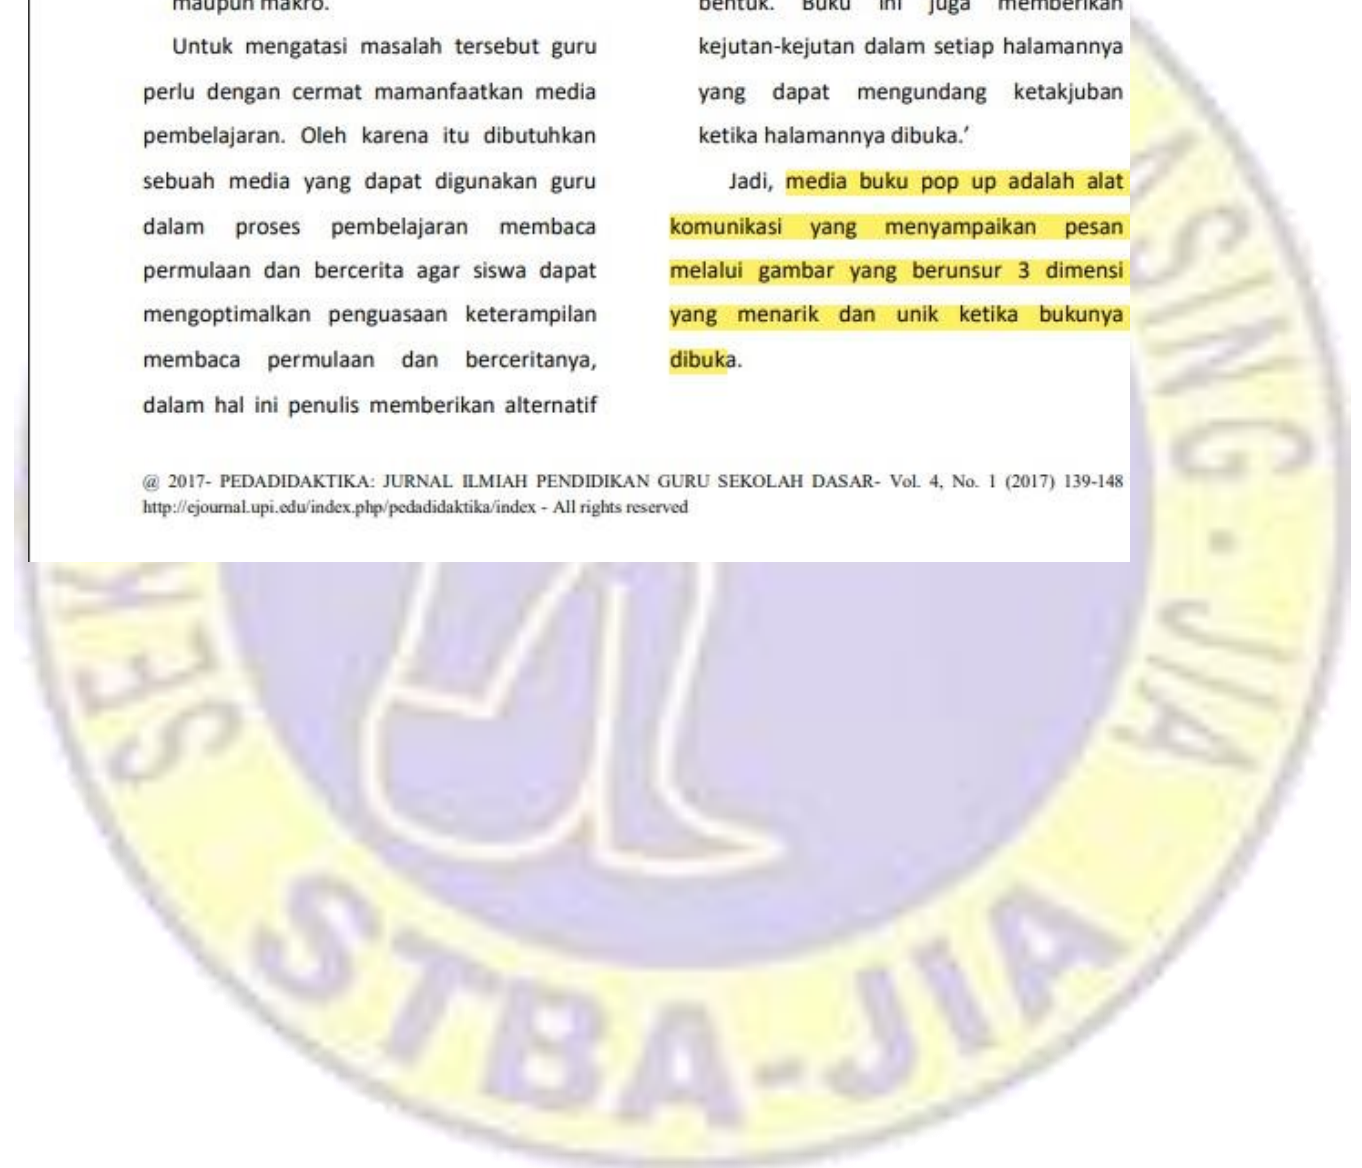 maupun makro.
Untuk mengatasi masalah tersebut guru
perlu dengan cermat mamanfaatkan media
pembelajaran. Oleh karena itu dibutuhkan
sebuah media yang dapat digunakan guru
dalam proses pembelajaran membaca
permulaan dan bercerita agar siswa dapat
mengoptimalkan penguasaan keterampilan
membaca permulaan dan berceritanya,
dalam hal ini penulis memberikan alternatif
bentuk. Buku ini juga memberikan
kejutan-kejutan dalam setiap halamannya
yang dapat mengundang ketakjuban
ketika halamannya dibuka.’
Jadi, media buku pop up adalah alat
komunikasi yang menyampaikan pesan
melalui gambar yang berunsur 3 dimensi
yang menarik dan unik ketika bukunya
dibuka.
@ 2017- PEDADIDAKTIKA: JURNAL ILMIAH PENDIDIKAN GURU SEKOLAH DASAR- Vol. 4, No. 1 (2017) 139-148
http://ejournal.upi.edu/index.php/pedadidaktika/index - All rights reserved
ASING · JIA
STBA-JIA